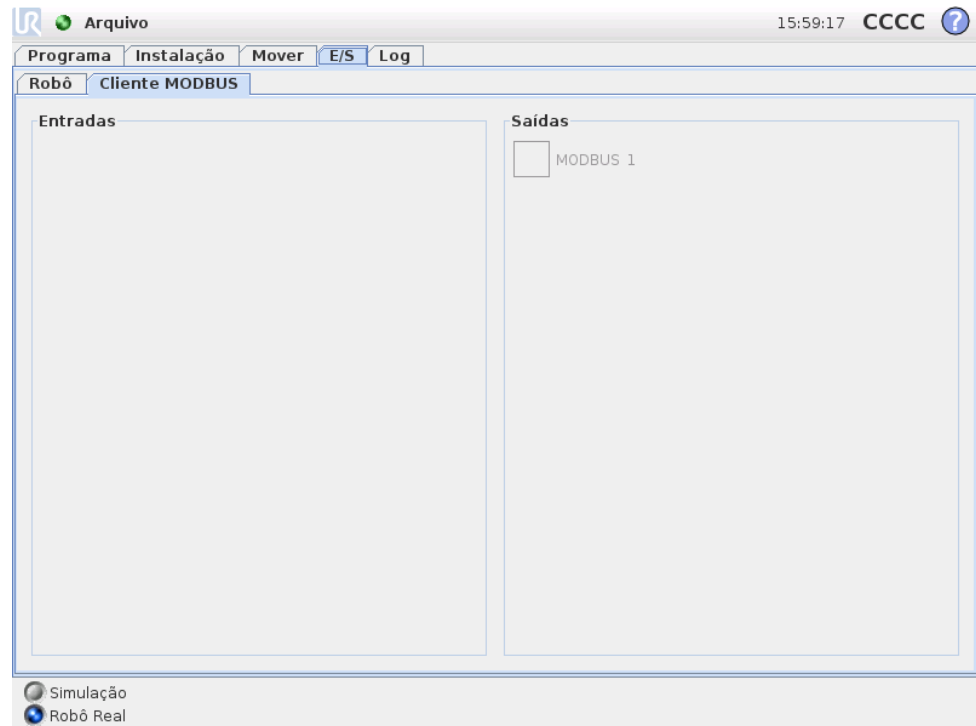 Arquivo 15:59:17 CCCC ?
Programa Instalação Mover E/S Log
Robô Cliente MODBUS
Entradas Saídas
MODBUS 1
Simulação
Robô Real